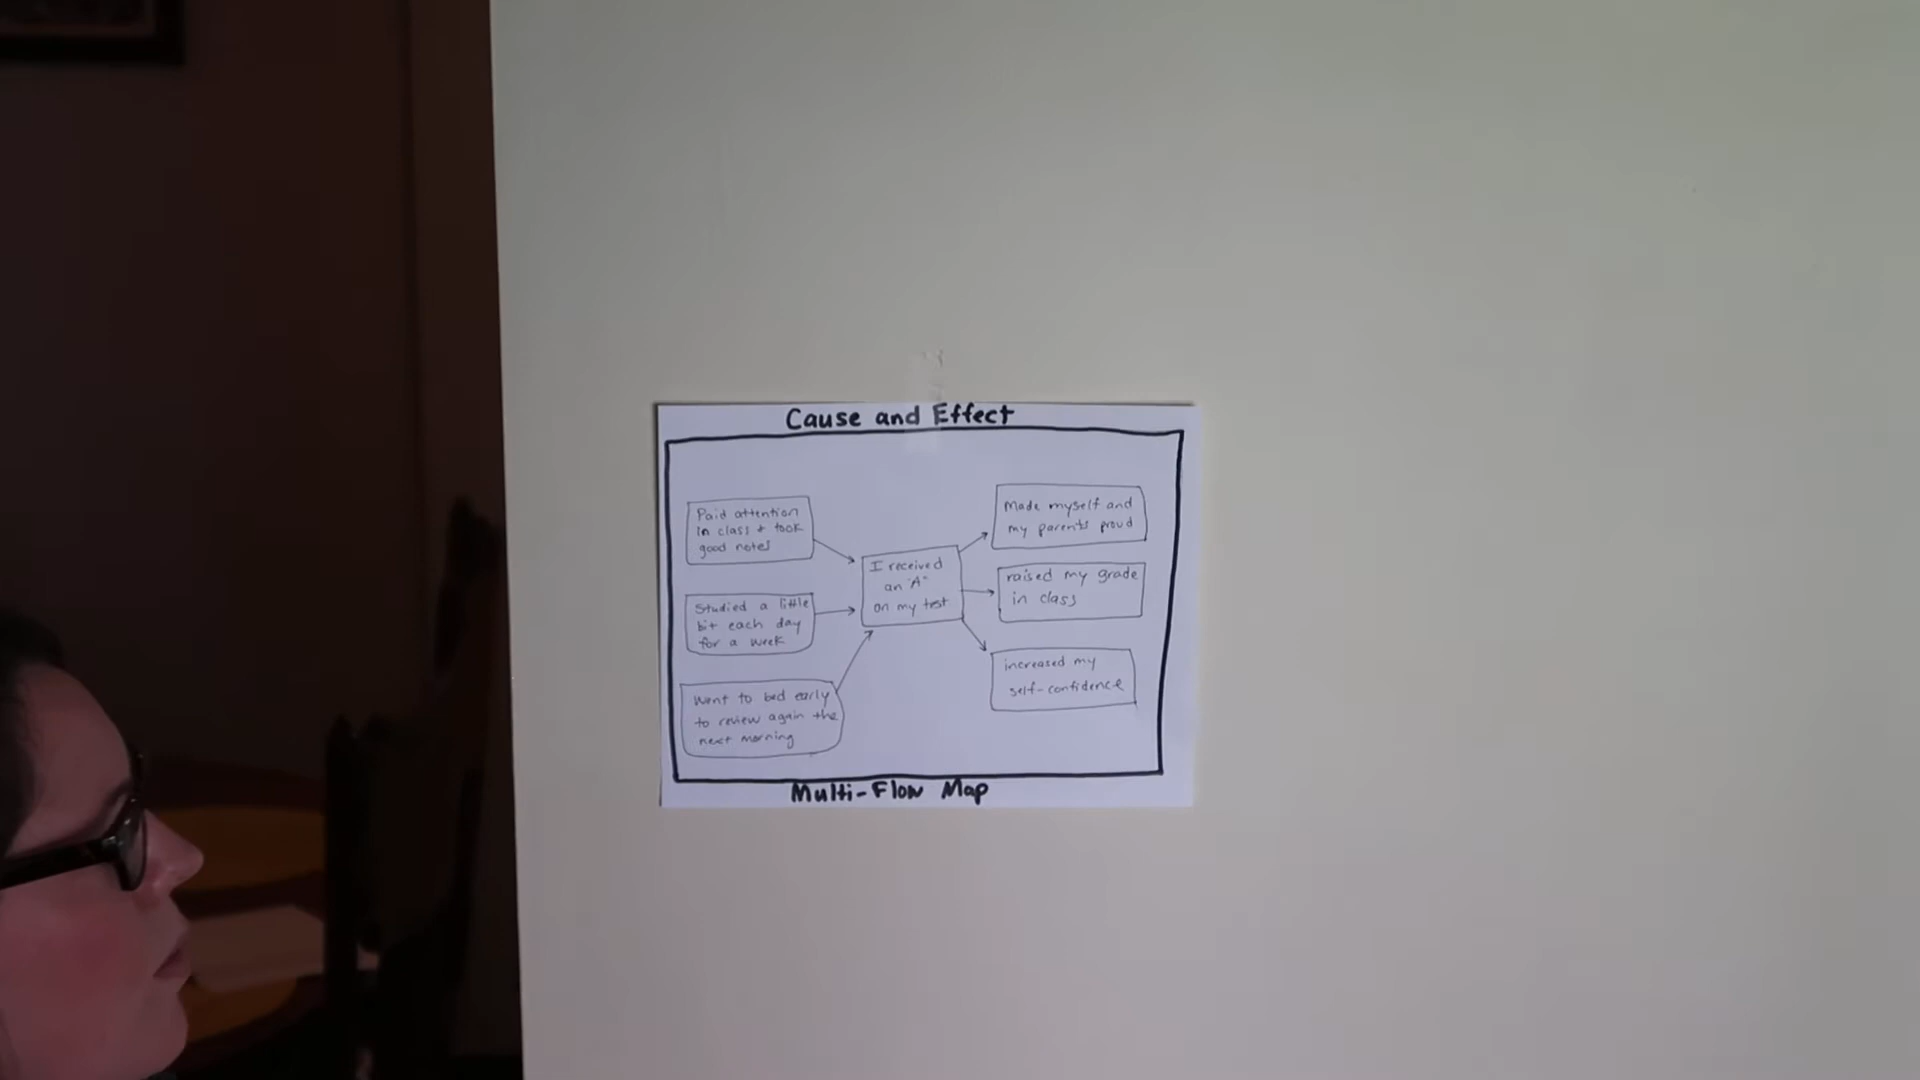 Cause and Effect
Paid attention
in class + took
good notes
Studied a little
bit each day
for a week
Went to bed early
to review again the
next morning
I received
an "A"
on my test
Made myself and
my parents proud
raised my grade
in class
increased my
self-confidence
Multi-Flow Map